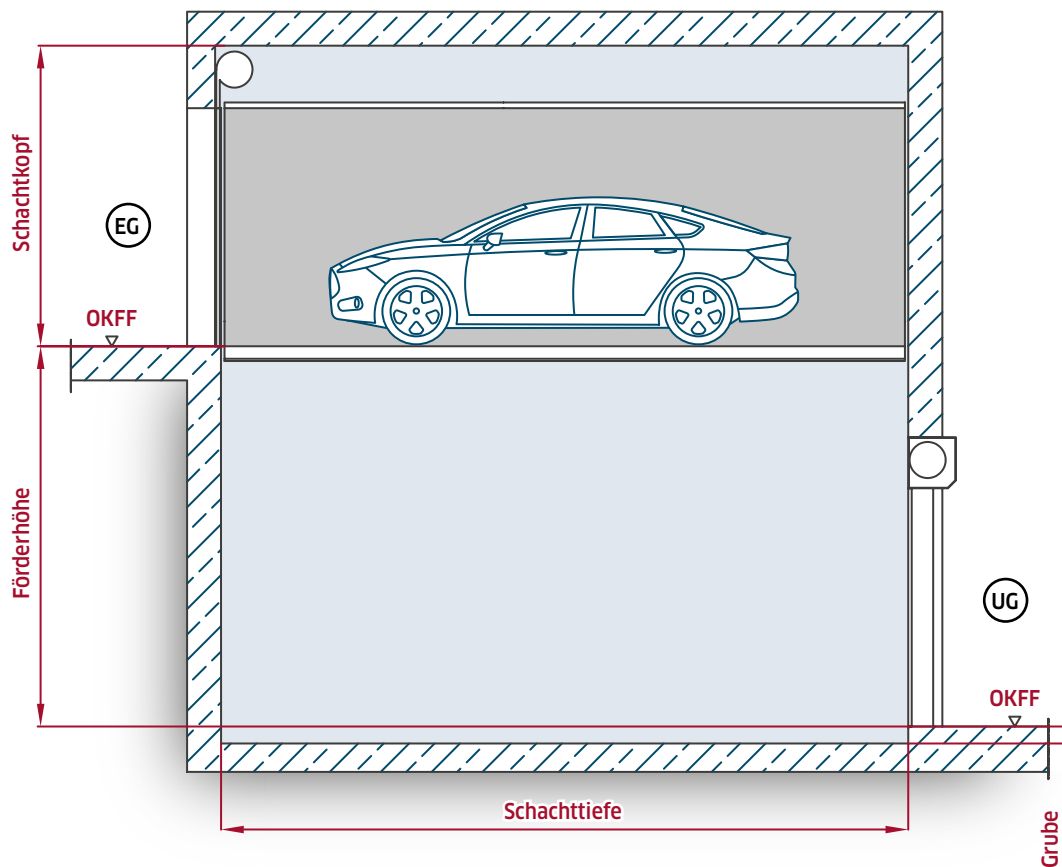 Schachtkopf
EG
OKFF
Förderhöhe
UG
OKFF
Schachttiefe
Grube